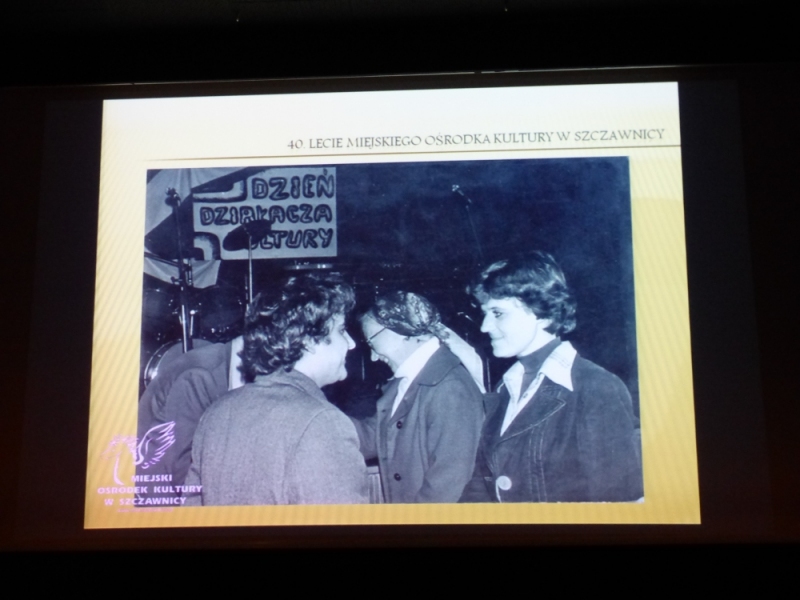 40. LECIE MIEJSKIEGO OŚRODKA KULTURY W SZCZAWNICY
DZIEŃ
DZIAŁACZA
KULTURY
MIEJSKI
OŚRODEK KULTURY
W SZCZAWNICY